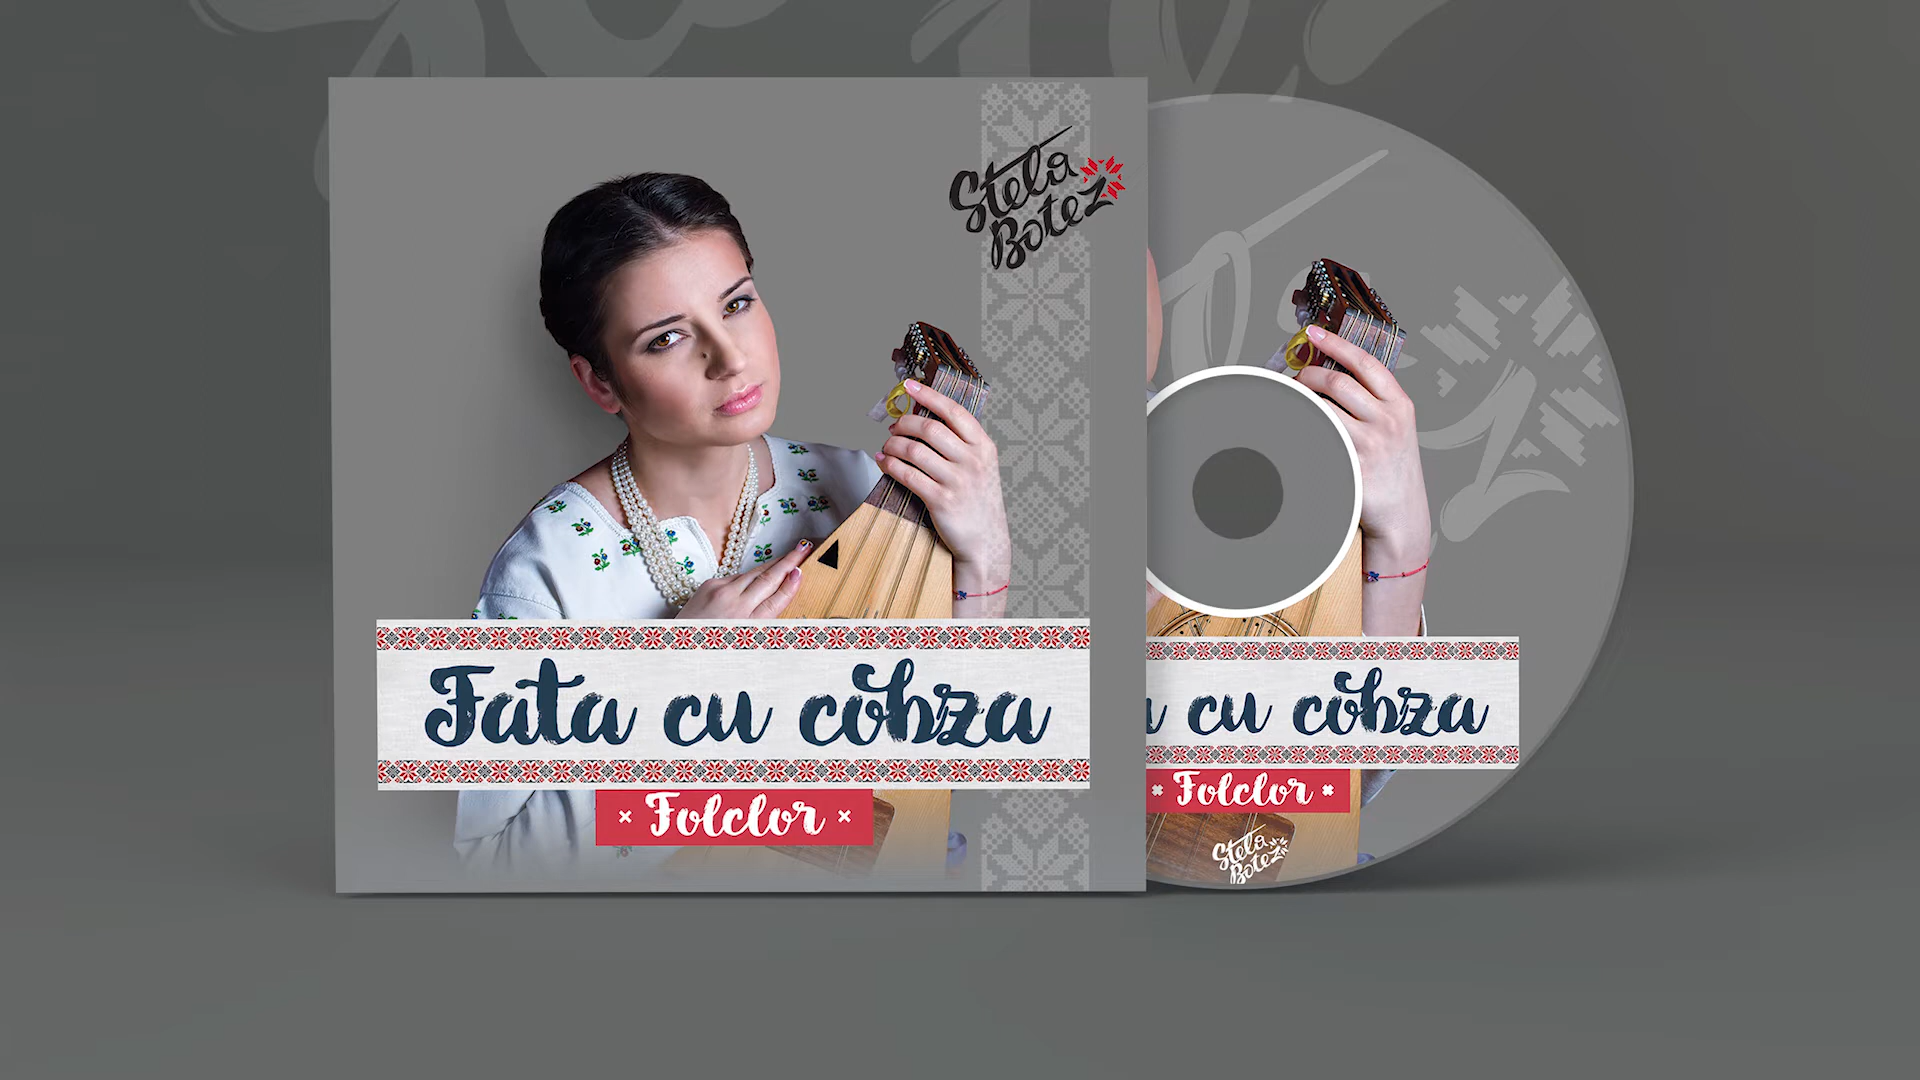 Stela
Botez
Fata cu cobza
× Folclor ×
cu cobza
× Folclor ×
Stela
Botez